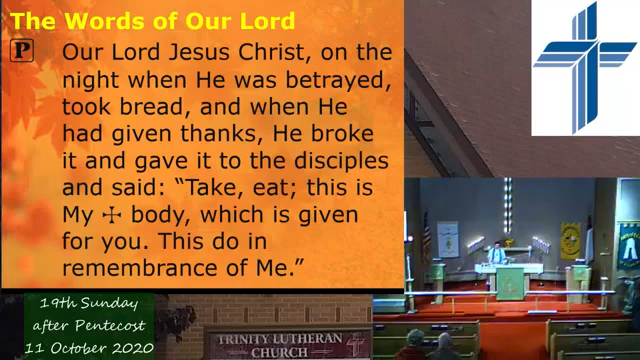 The Words of Our Lord
P Our Lord Jesus Christ, on the
night when He was betrayed,
took bread, and when He
had given thanks, He broke
it and gave it to the disciples
and said: “Take, eat; this is
My ☩ body, which is given
for you. This do in
remembrance of Me.”
19th Sunday
after Pentecost
11 October 2020
TRINITY LUTHERAN
CHURCH